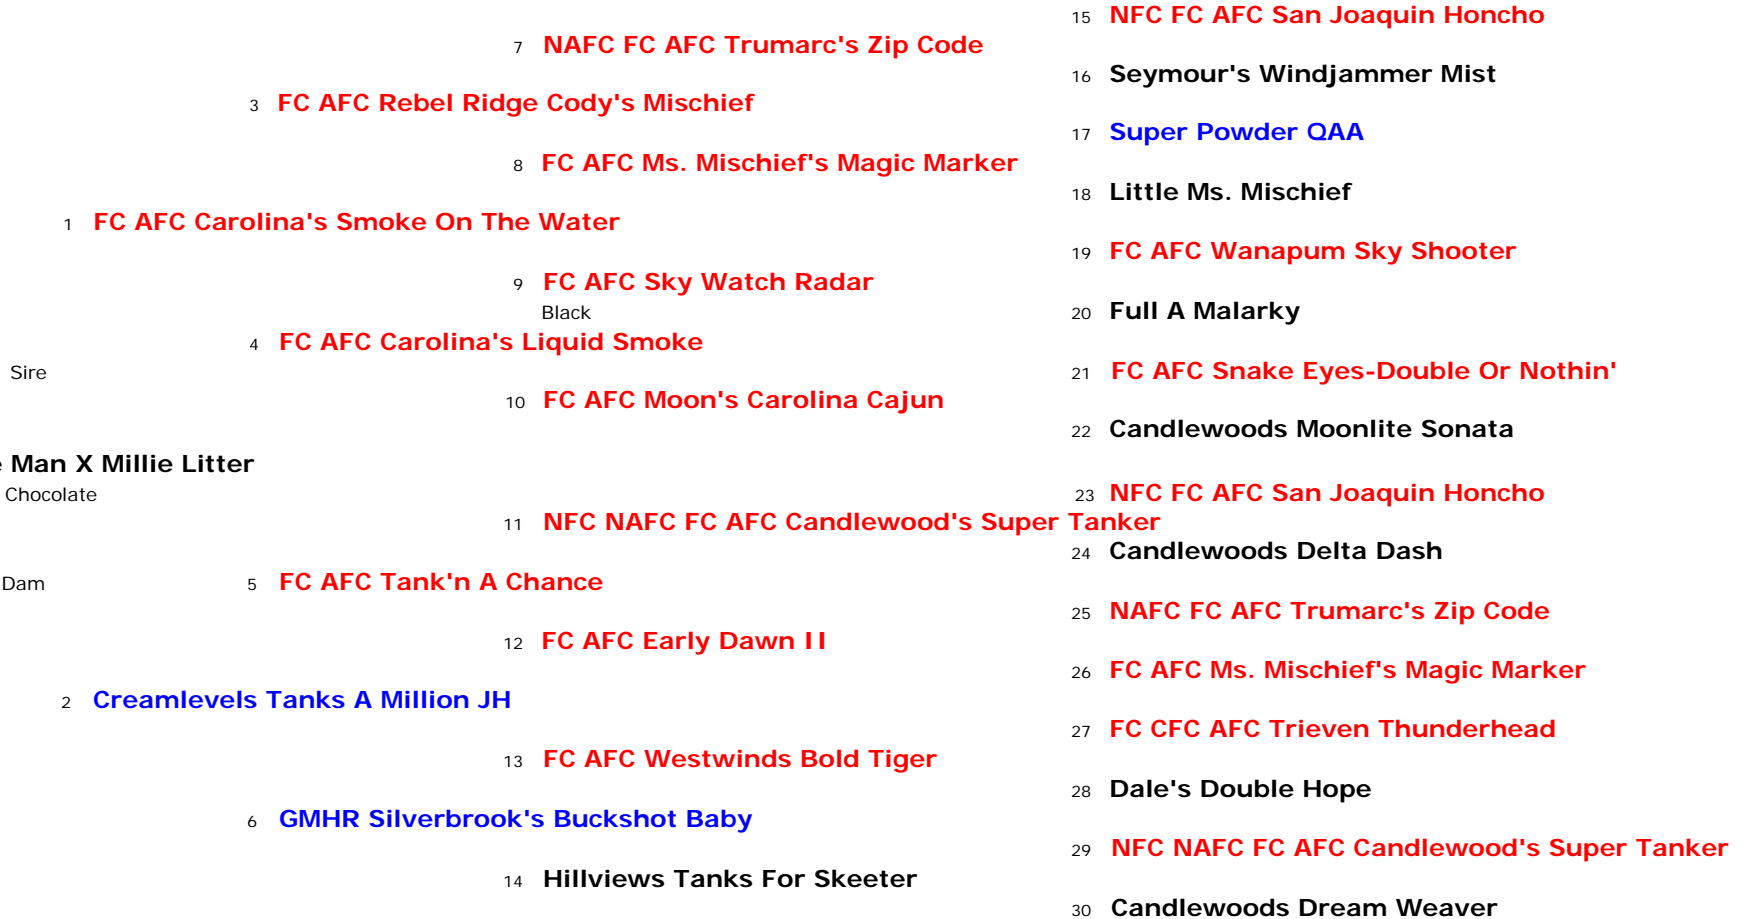 15 NFC FC AFC San Joaquin Honcho
7 NAFC FC AFC Trumarc's Zip Code
16 Seymour's Windjammer Mist
3 FC AFC Rebel Ridge Cody's Mischief
17 Super Powder QAA
8 FC AFC Ms. Mischief's Magic Marker
18 Little Ms. Mischief
1 FC AFC Carolina's Smoke On The Water
19 FC AFC Wanapum Sky Shooter
9 FC AFC Sky Watch Radar
Black
20 Full A Malarky
4 FC AFC Carolina's Liquid Smoke
Sire
21 FC AFC Snake Eyes-Double Or Nothin'
10 FC AFC Moon's Carolina Cajun
22 Candlewoods Moonlite Sonata
Man X Millie Litter
Chocolate
23 NFC FC AFC San Joaquin Honcho
11 NFC NAFC FC AFC Candlewood's Super Tanker
24 Candlewoods Delta Dash
Dam
5 FC AFC Tank'n A Chance
25 NAFC FC AFC Trumarc's Zip Code
12 FC AFC Early Dawn II
26 FC AFC Ms. Mischief's Magic Marker
2 Creamlevels Tanks A Million JH
27 FC CFC AFC Trieven Thunderhead
13 FC AFC Westwinds Bold Tiger
28 Dale's Double Hope
6 GMHR Silverbrook's Buckshot Baby
29 NFC NAFC FC AFC Candlewood's Super Tanker
14 Hillviews Tanks For Skeeter
30 Candlewoods Dream Weaver